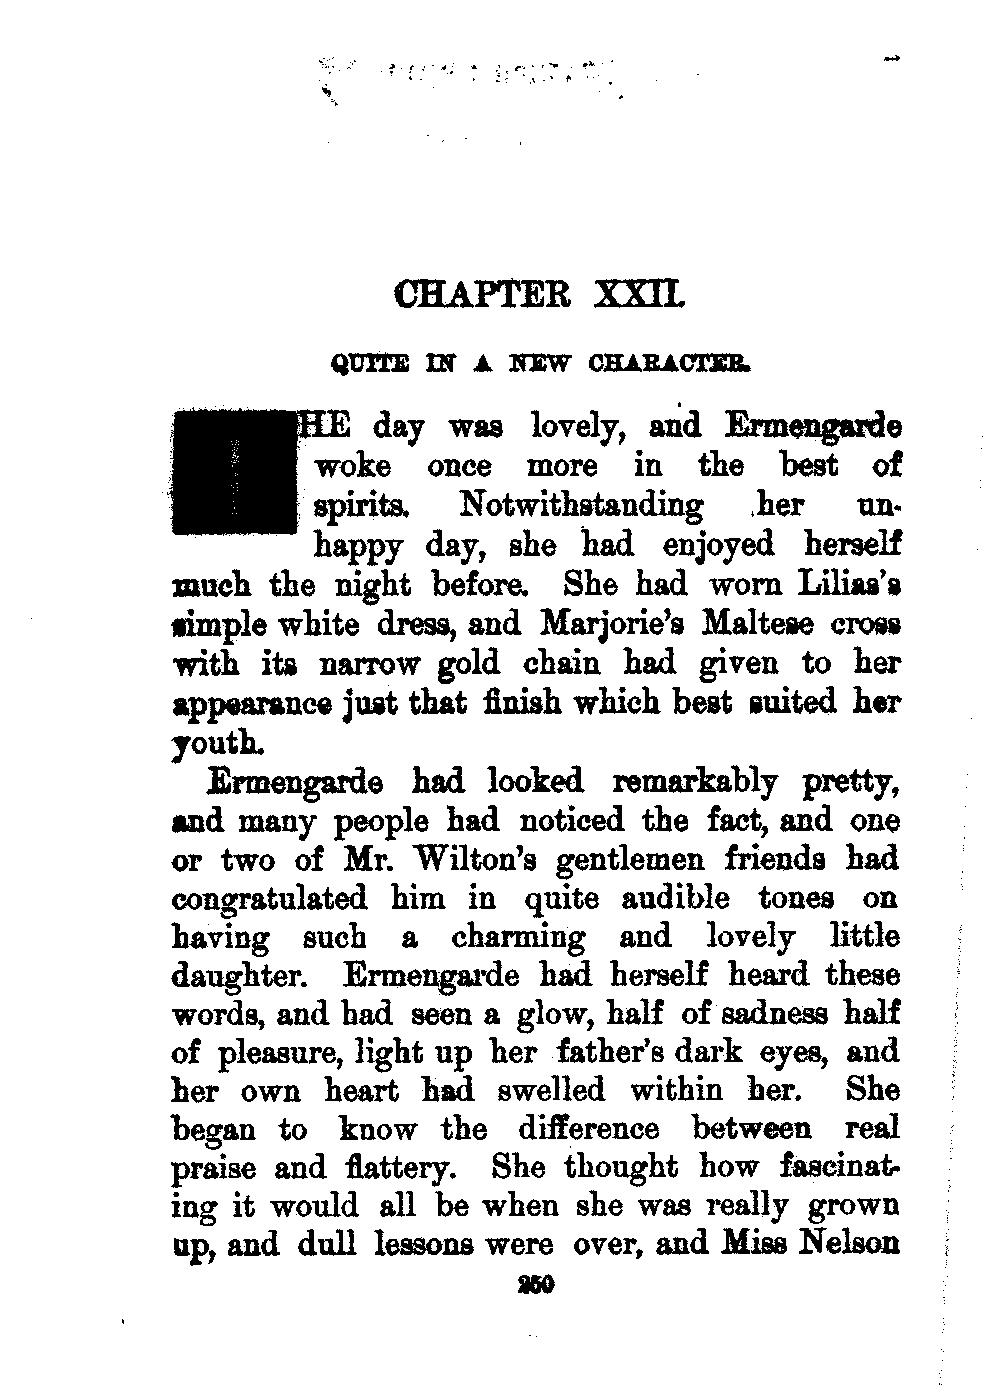 CHAPTER XXII.
QUITE IN A NEW CHARACTER.
THE day was lovely, and Ermengarde
woke once more in the best of
spirits. Notwithstanding her un-
happy day, she had enjoyed herself
much the night before. She had worn Lilias's
simple white dress, and Marjorie's Maltese cross
with its narrow gold chain had given to her
appearance just that finish which best suited her
youth.
Ermengarde had looked remarkably pretty,
and many people had noticed the fact, and one
or two of Mr. Wilton's gentlemen friends had
congratulated him in quite audible tones on
having such a charming and lovely little
daughter. Ermengarde had herself heard these
words, and had seen a glow, half of sadness half
of pleasure, light up her father's dark eyes, and
her own heart had swelled within her. She
began to know the difference between real
praise and flattery. She thought how fascinat-
ing it would all be when she was really grown
up, and dull lessons were over, and Miss Nelson
250